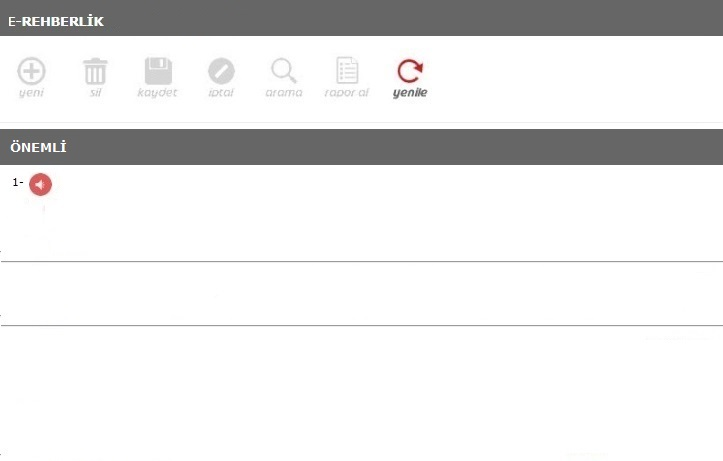 E-REHBERLİK
yeni sil kaydet iptal arama rapor al yenile
ÖNEMLİ
1-